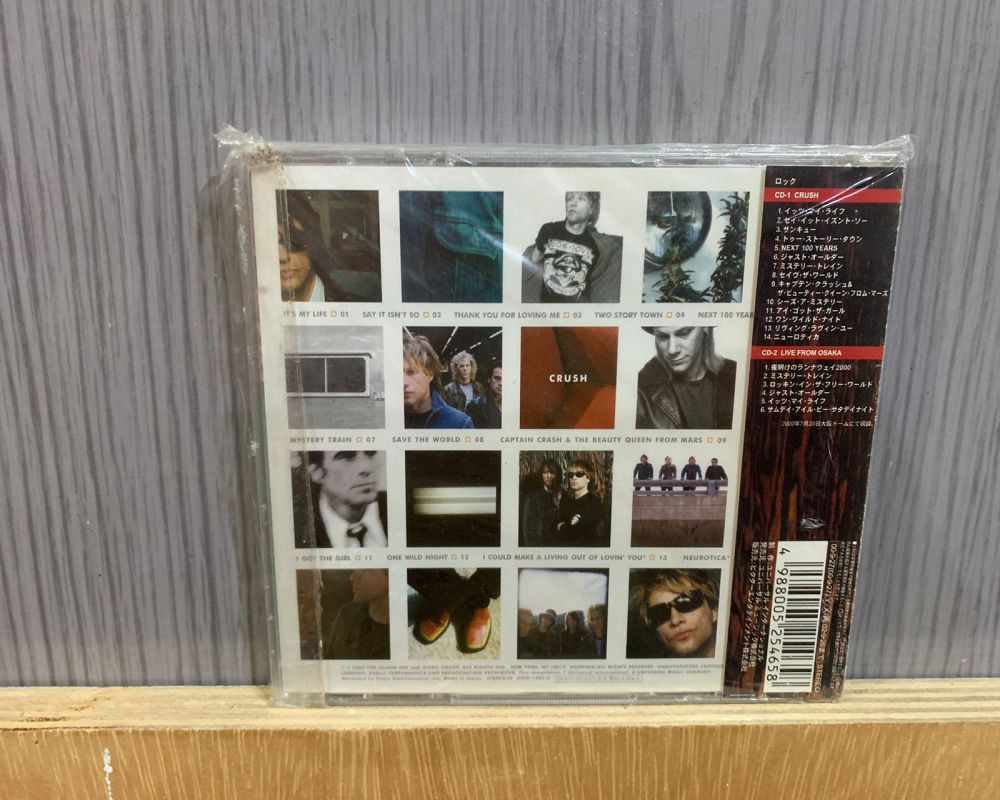 IT'S MY LIFE 01 SAY IT ISN'T SO 02 THANK YOU FOR LOVING ME 03 TWO STORY TOWN 04 NEXT 100 YEAR
CRUSH
MYSTERY TRAIN 07 SAVE THE WORLD 08 CAPTAIN CRASH & THE BEAUTY QUEEN FROM MARS 09
I GOT THE GIRL 11 ONE WILD NIGHT 12 I COULD MAKE A LIVING OUT OF LOVIN' YOU* 13 NEUROTICA*
ロック
CD-1 CRUSH
1. イッツ・マイ・ライフ
2. セイ・イット・イズント・ソー
3. サンキュー
4. トゥー・ストーリー・タウン
5. NEXT 100 YEARS
6. ジャスト・オールダー
7. ミステリー・トレイン
8. セイヴ・ザ・ワールド
9. キャプテン・クラッシュ&
ザ・ビューティー・クイーン・フロム・マーズ
10. シーズ・ア・ミステリー
11. アイ・ゴット・ザ・ガール
12. ワン・ワイルド・ナイト
13. リヴィング・ラヴィン・ユー
14. ニューロティカ
CD-2 LIVE FROM OSAKA
1. 夜明けのランナウェイ2000
2. ミステリー・トレイン
3. ロッキン・イン・ザ・フリー・ワールド
4. ジャスト・オールダー
5. イッツ・マイ・ライフ
6. サムデイ・アイル・ビー・サタデイナイト
2000年7月20日大阪ドームにて収録。
4 988005 254658